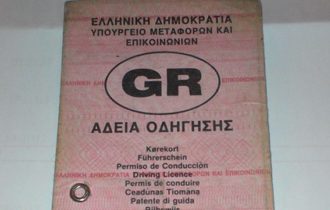 ΕΛΛΗΝΙΚΗ ΔΗΜΟΚΡΑΤΙΑ
ΥΠΟΥΡΓΕΙΟ ΜΕΤΑΦΟΡΩΝ ΚΑΙ
ΕΠΙΚΟΙΝΩΝΙΩΝ
GR
ΑΔΕΙΑ ΟΔΗΓΗΣΗΣ
Kørekort
Führerschein
Permiso de Conducción
Driving Licence
Permis de conduire
Ceadúnas Tiomána
Patente di guida
Rijbewijs